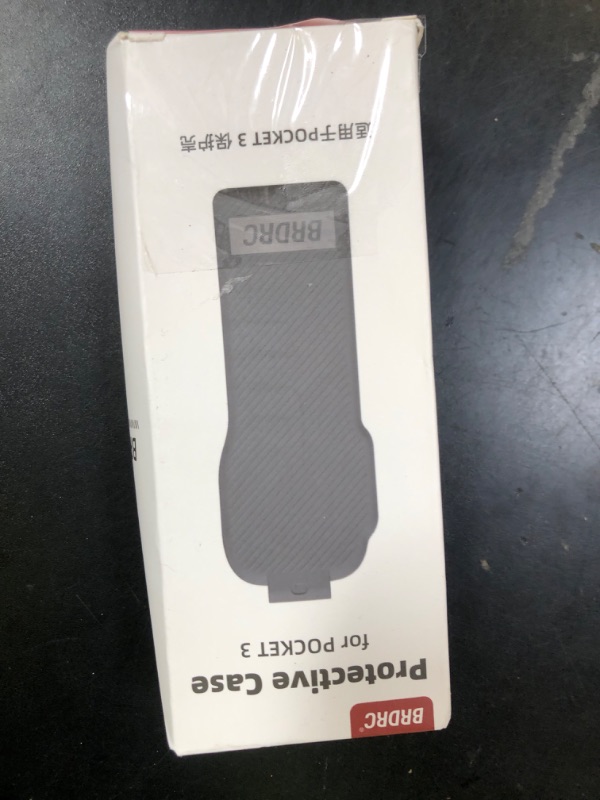 BRDRC®
Protective Case
for POCKET 3
BRDRC
适用于POCKET 3 保护壳